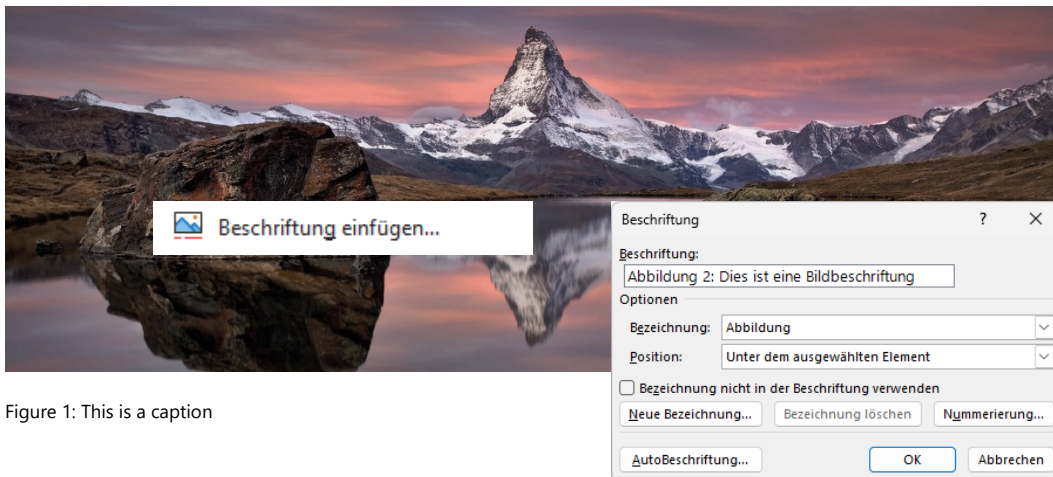 Beschriftung einfügen...
Beschriftung ?
Beschriftung:
Abbildung 2: Dies ist eine Bildbeschriftung
Optionen
Bezeichnung: Abbildung
Position: Unter dem ausgewählten Element
Bezeichnung nicht in der Beschriftung verwenden
Neue Bezeichnung... Bezeichnung löschen Nummerierung...
AutoBeschriftung... OK Abbrechen
Figure 1: This is a caption